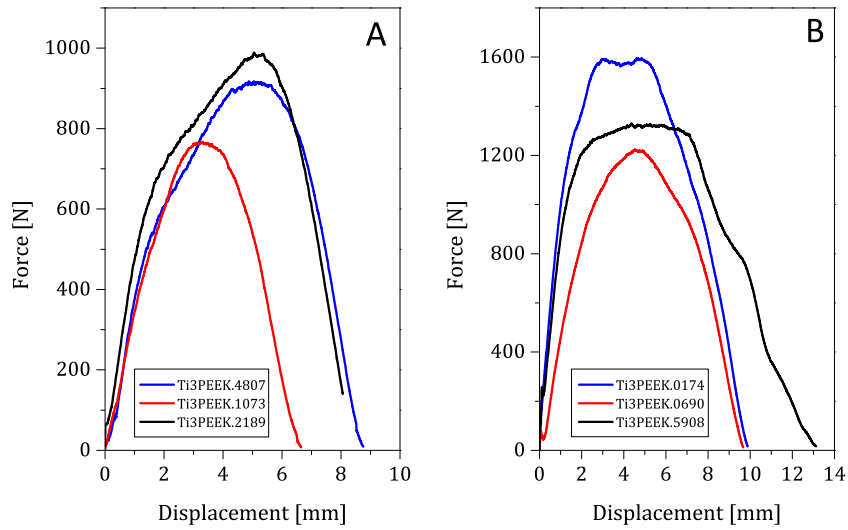 A
1000
800
600
400
200
0
Force [N]
Ti3PEEK.4807
Ti3PEEK.1073
Ti3PEEK.2189
0 2 4 6 8 10
Displacement [mm]
B
1600
1200
800
400
0
Force [N]
Ti3PEEK.0174
Ti3PEEK.0690
Ti3PEEK.5908
0 2 4 6 8 10 12 14
Displacement [mm]